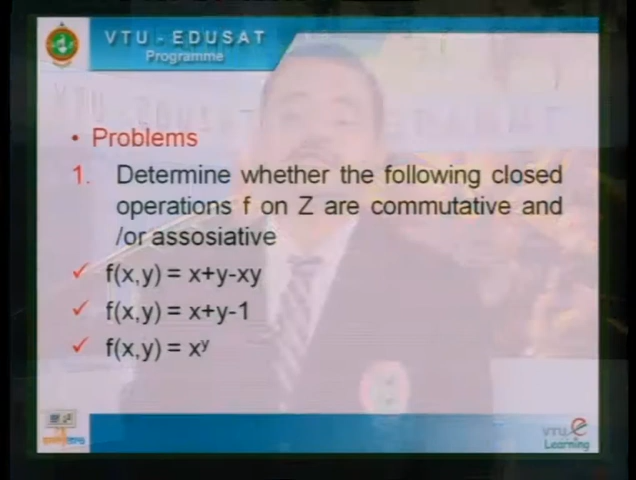 VTU - EDUSAT
Programme
• Problems
1. Determine whether the following closed
operations f on Z are commutative and
/or assosiative
✓ f(x,y) = x+y-xy
✓ f(x,y) = x+y-1
✓ f(x,y) = xʸ
VTU e
Learning